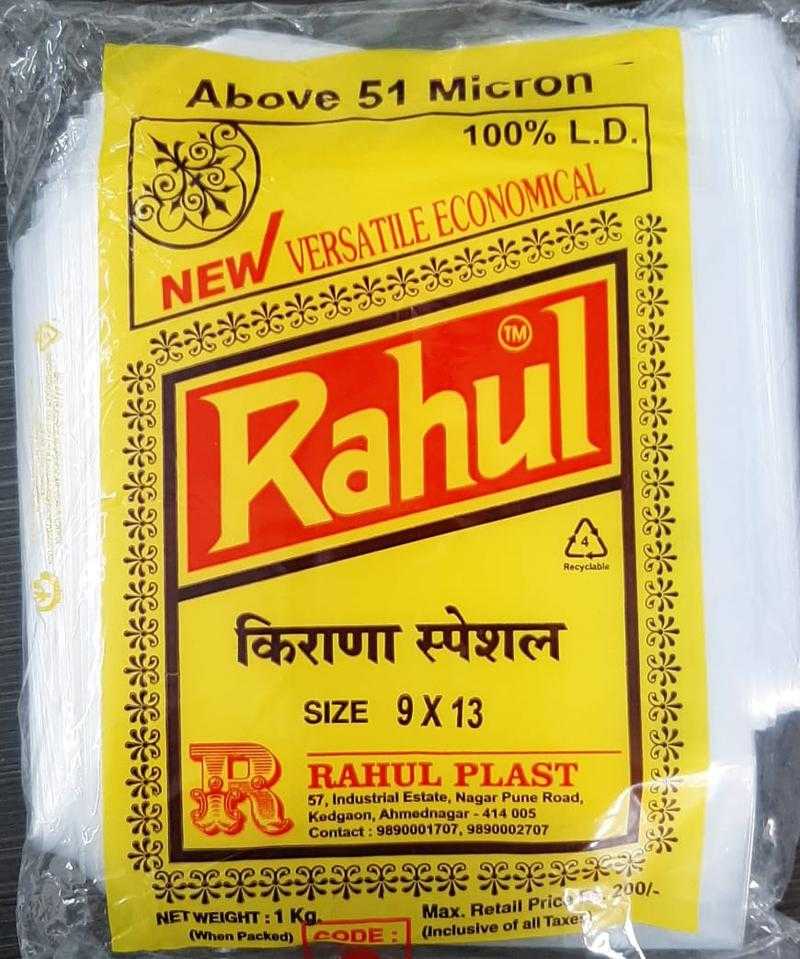 Above 51 Micron
100% L.D.
NEW VERSATILE ECONOMICAL
Rahul TM
4
Recyclable
किराणा स्पेशल
SIZE 9 X 13
R
RAHUL PLAST
57, Industrial Estate, Nagar Pune Road,
Kedgaon, Ahmednagar - 414 005
Contact : 9890001707, 9890002707
NET WEIGHT : 1 Kg.
(When Packed)
CODE :
Max. Retail Price 200/-
(Inclusive of all Taxes)